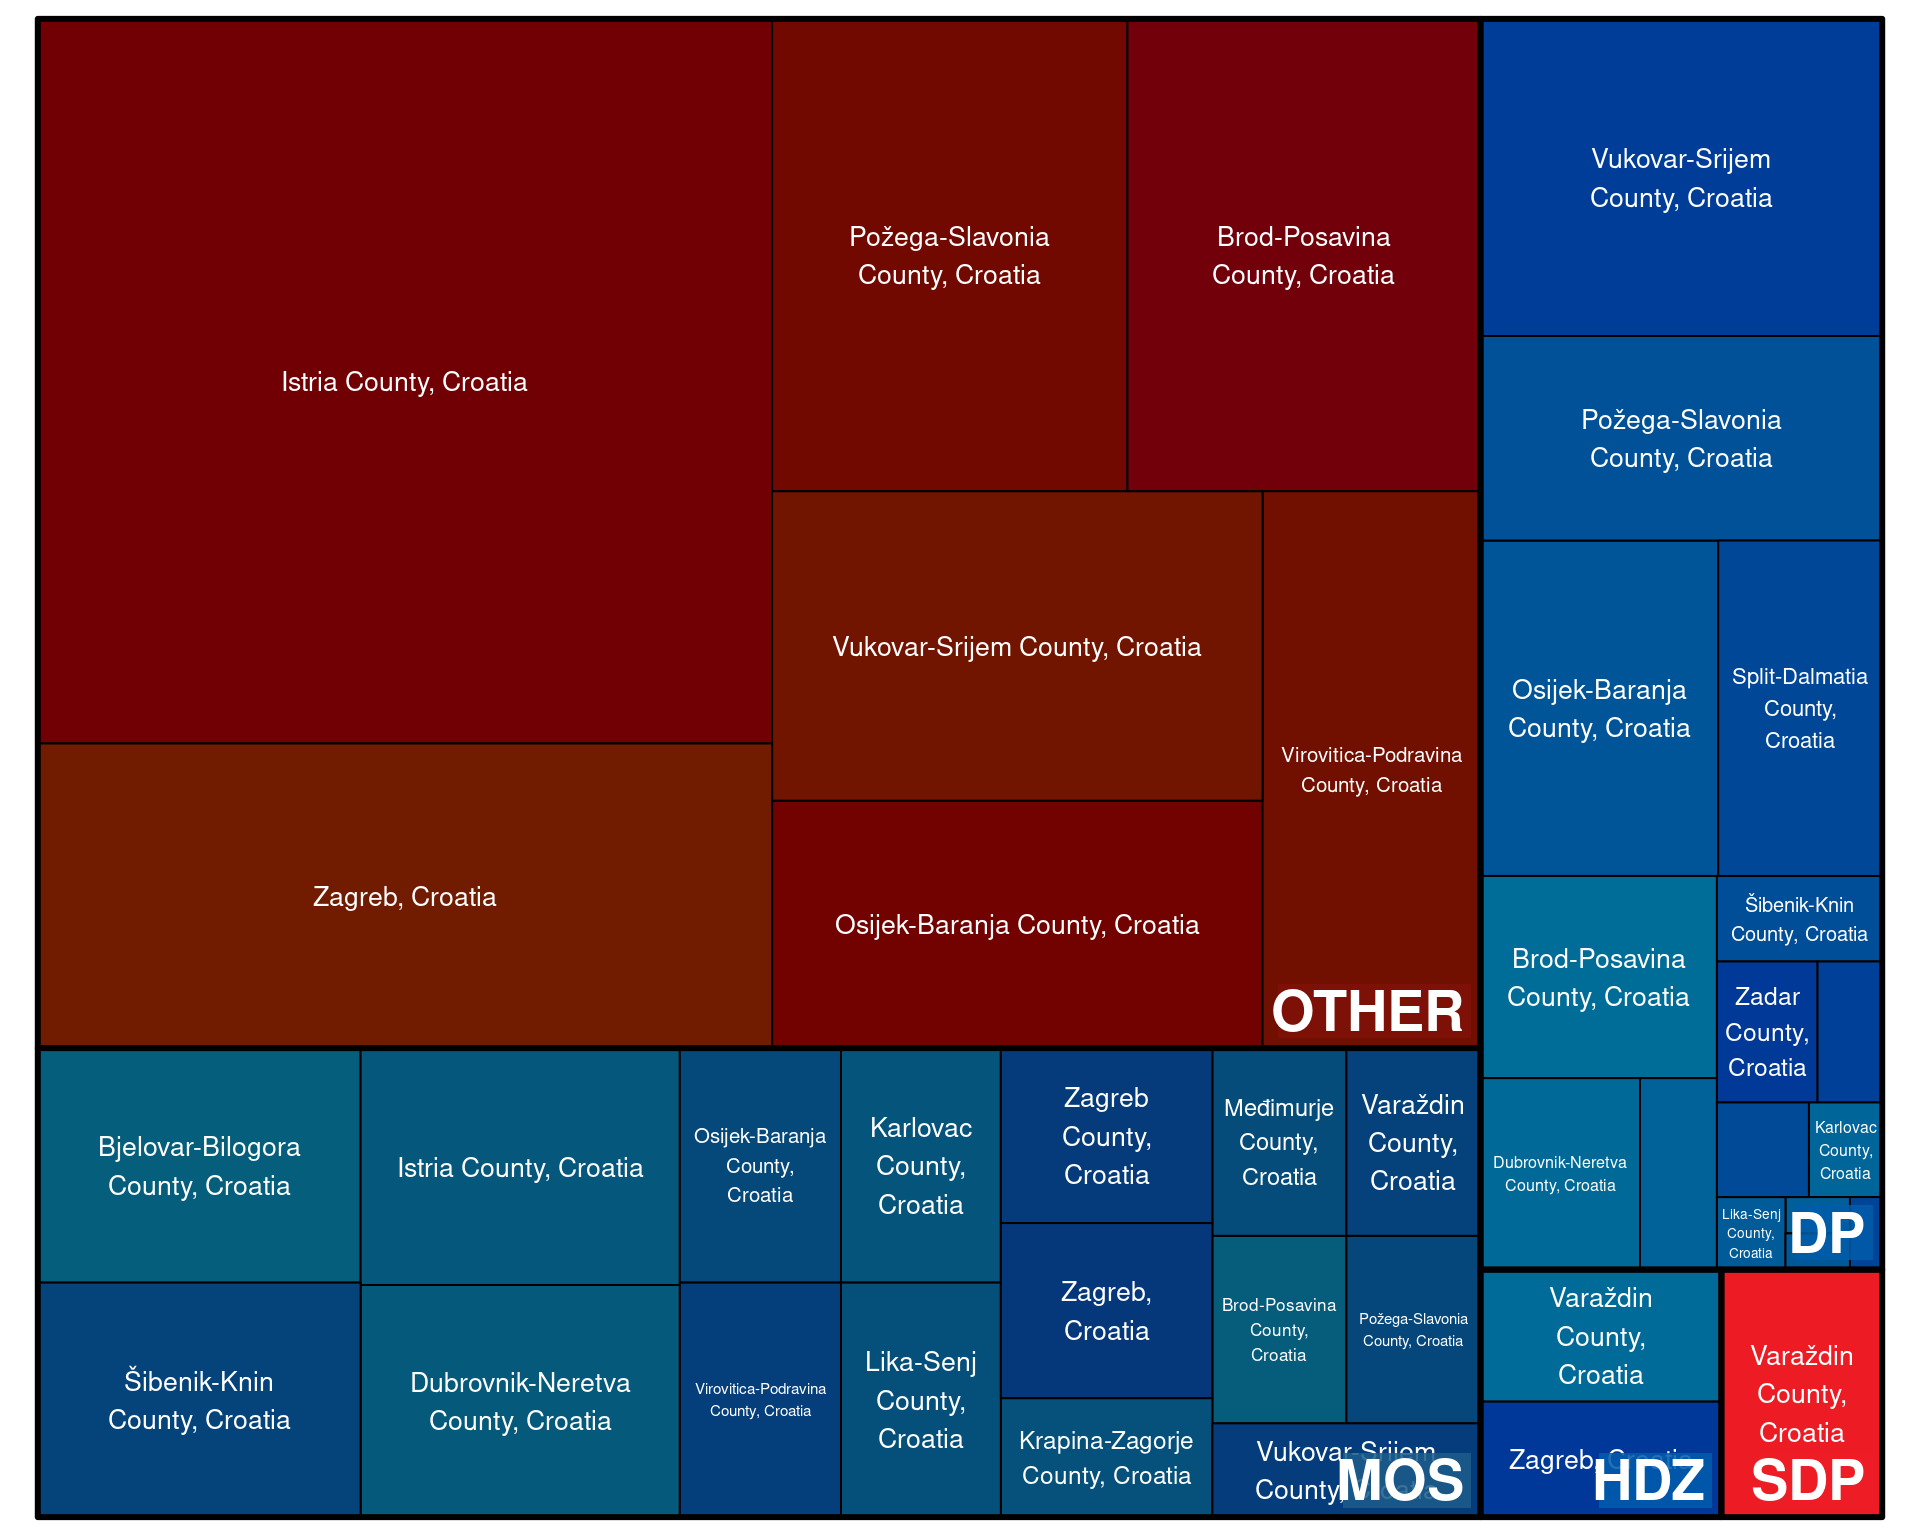 Istria County, Croatia
Zagreb, Croatia
Požega-Slavonia
County, Croatia
Brod-Posavina
County, Croatia
Vukovar-Srijem County, Croatia
Osijek-Baranja County, Croatia
Virovitica-Podravina
County, Croatia
OTHER
Bjelovar-Bilogora
County, Croatia
Šibenik-Knin
County, Croatia
Istria County, Croatia
Dubrovnik-Neretva
County, Croatia
Osijek-Baranja
County,
Croatia
Virovitica-Podravina
County, Croatia
Karlovac
County,
Croatia
Lika-Senj
County,
Croatia
Zagreb
County,
Croatia
Zagreb,
Croatia
Krapina-Zagorje
County, Croatia
Međimurje
County,
Croatia
Varaždin
County,
Croatia
Brod-Posavina
County,
Croatia
Požega-Slavonia
County, Croatia
Vukovar-Srijem
County, Croatia
MOS
Vukovar-Srijem
County, Croatia
Požega-Slavonia
County, Croatia
Osijek-Baranja
County, Croatia
Split-Dalmatia
County,
Croatia
Brod-Posavina
County, Croatia
Šibenik-Knin
County, Croatia
Zadar
County,
Croatia
Dubrovnik-Neretva
County, Croatia
Karlovac
County,
Croatia
Lika-Senj
County,
Croatia
DP
Varaždin
County,
Croatia
Zagreb, Croatia
HDZ
Varaždin
County,
Croatia
SDP